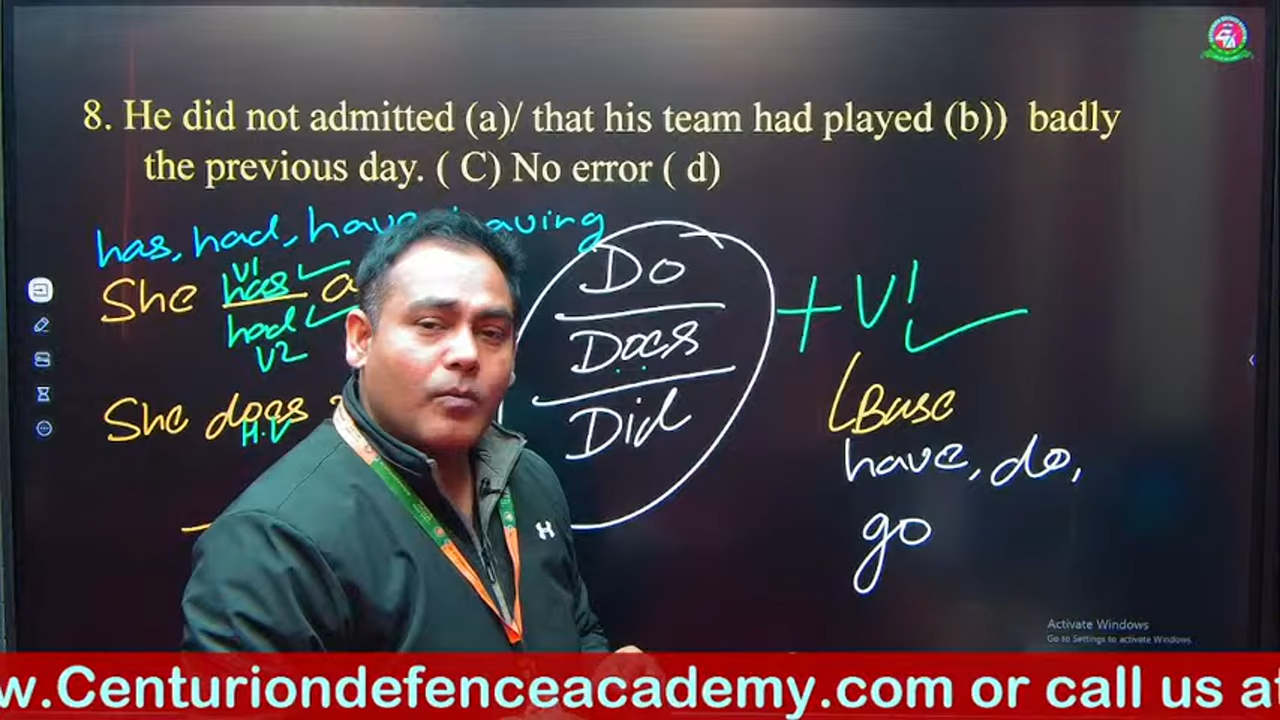 8. He did not admitted (a)/ that his team had played (b)) badly
the previous day. ( C) No error ( d)
has, had, have, having
V1
She has a
had
V2
She does
H.V
Do
Does
Did
+ V1
(Base
have, do,
go
Activate Windows
Go to Settings to activate Windows.
w.Centuriondefenceacademy.com or call us at